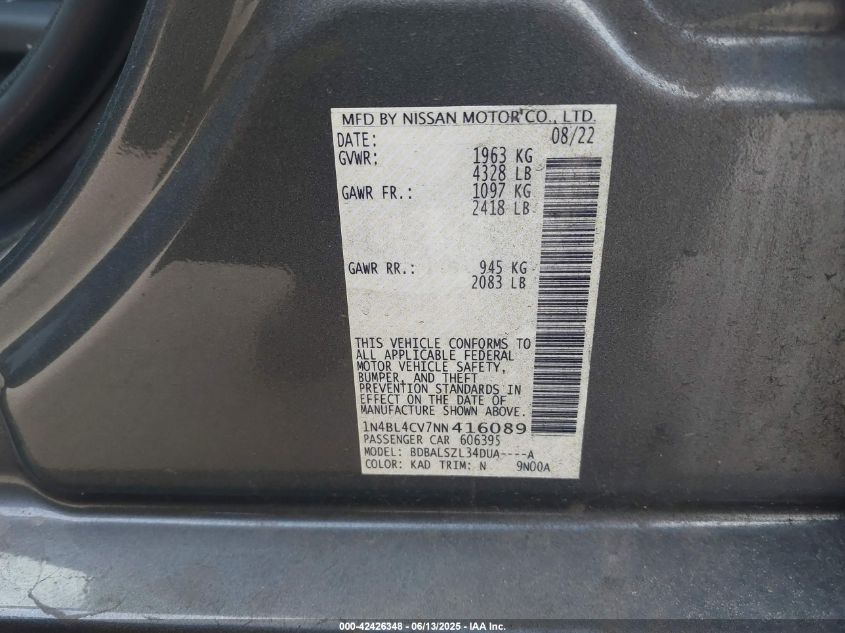 MFD BY NISSAN MOTOR CO., LTD.
DATE: 08/22
GVWR: 1963 KG
4328 LB
GAWR FR.: 1097 KG
2418 LB
GAWR RR.: 945 KG
2083 LB
THIS VEHICLE CONFORMS TO
ALL APPLICABLE FEDERAL
MOTOR VEHICLE SAFETY,
BUMPER, AND THEFT
PREVENTION STANDARDS IN
EFFECT ON THE DATE OF
MANUFACTURE SHOWN ABOVE.
1N4BL4CV7NN416089
PASSENGER CAR 606395
MODEL: BDBALSZL34DUA----A
COLOR: KAD TRIM: N 9N00A
000-42426348 - 06/13/2025 - IAA Inc.